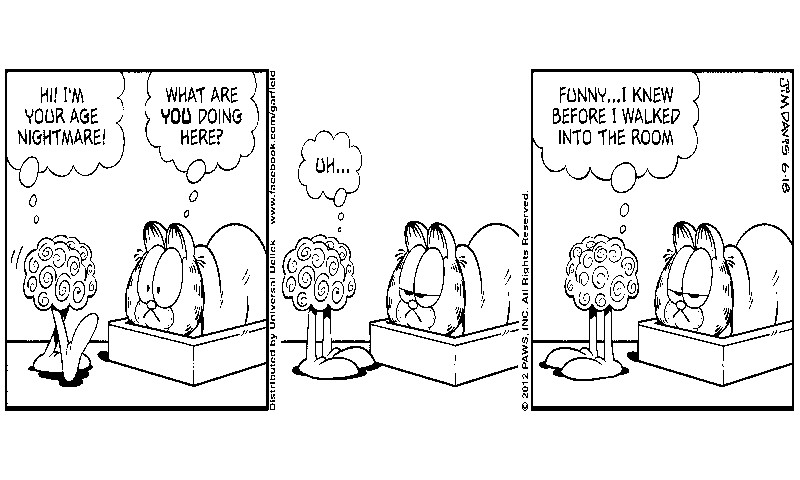 HI! I'M
YOUR AGE
NIGHTMARE!
WHAT ARE
YOU DOING
HERE?
www.facebook.com/garfield
Distributed by Universal Uclick
UH...
© 2012 PAWS, INC. All Rights Reserved.
FUNNY...I KNEW
BEFORE I WALKED
INTO THE ROOM
JIM DAVIS 6-18